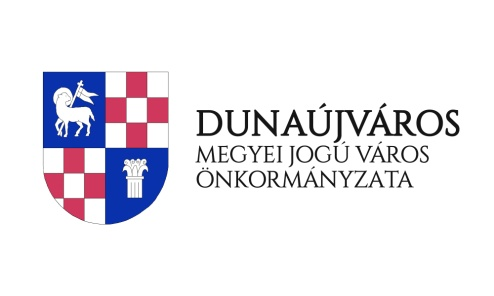 DUNAÚJVÁROS
MEGYEI JOGÚ VÁROS
ÖNKORMÁNYZATA